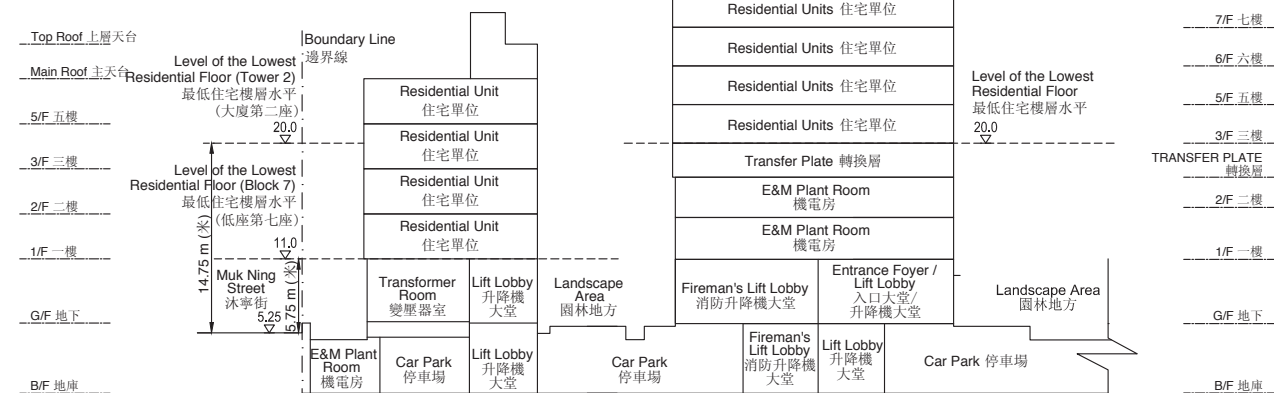 Top Roof 上層天台
Main Roof 主天台
5/F 五樓
3/F 三樓
2/F 二樓
1/F 一樓
G/F 地下
B/F 地庫
Boundary Line
邊界線
Level of the Lowest
Residential Floor (Tower 2)
最低住宅樓層水平
(大廈第二座)
20.0
Level of the Lowest
Residential Floor (Block 7)
最低住宅樓層水平
(低座第七座)
11.0
14.75 m (米)
5.75 m (米)
Muk Ning
Street
沐寧街
5.25
Residential Unit
住宅單位
Residential Unit
住宅單位
Residential Unit
住宅單位
Residential Unit
住宅單位
Transformer
Room
變壓器室
Lift Lobby
升降機
大堂
E&M Plant
Room
機電房
Car Park
停車場
Lift Lobby
升降機
大堂
Landscape
Area
園林地方
Car Park
停車場
Residential Units 住宅單位
Residential Units 住宅單位
Residential Units 住宅單位
Residential Units 住宅單位
Transfer Plate 轉換層
E&M Plant Room
機電房
E&M Plant Room
機電房
Fireman's Lift Lobby
消防升降機大堂
Entrance Foyer /
Lift Lobby
入口大堂/
升降機大堂
Fireman's
Lift Lobby
消防升降機
大堂
Lift Lobby
升降機
大堂
Car Park 停車場
Landscape Area
園林地方
Level of the Lowest
Residential Floor
最低住宅樓層水平
20.0
7/F 七樓
6/F 六樓
5/F 五樓
3/F 三樓
TRANSFER PLATE
轉換層
2/F 二樓
1/F 一樓
G/F 地下
B/F 地庫